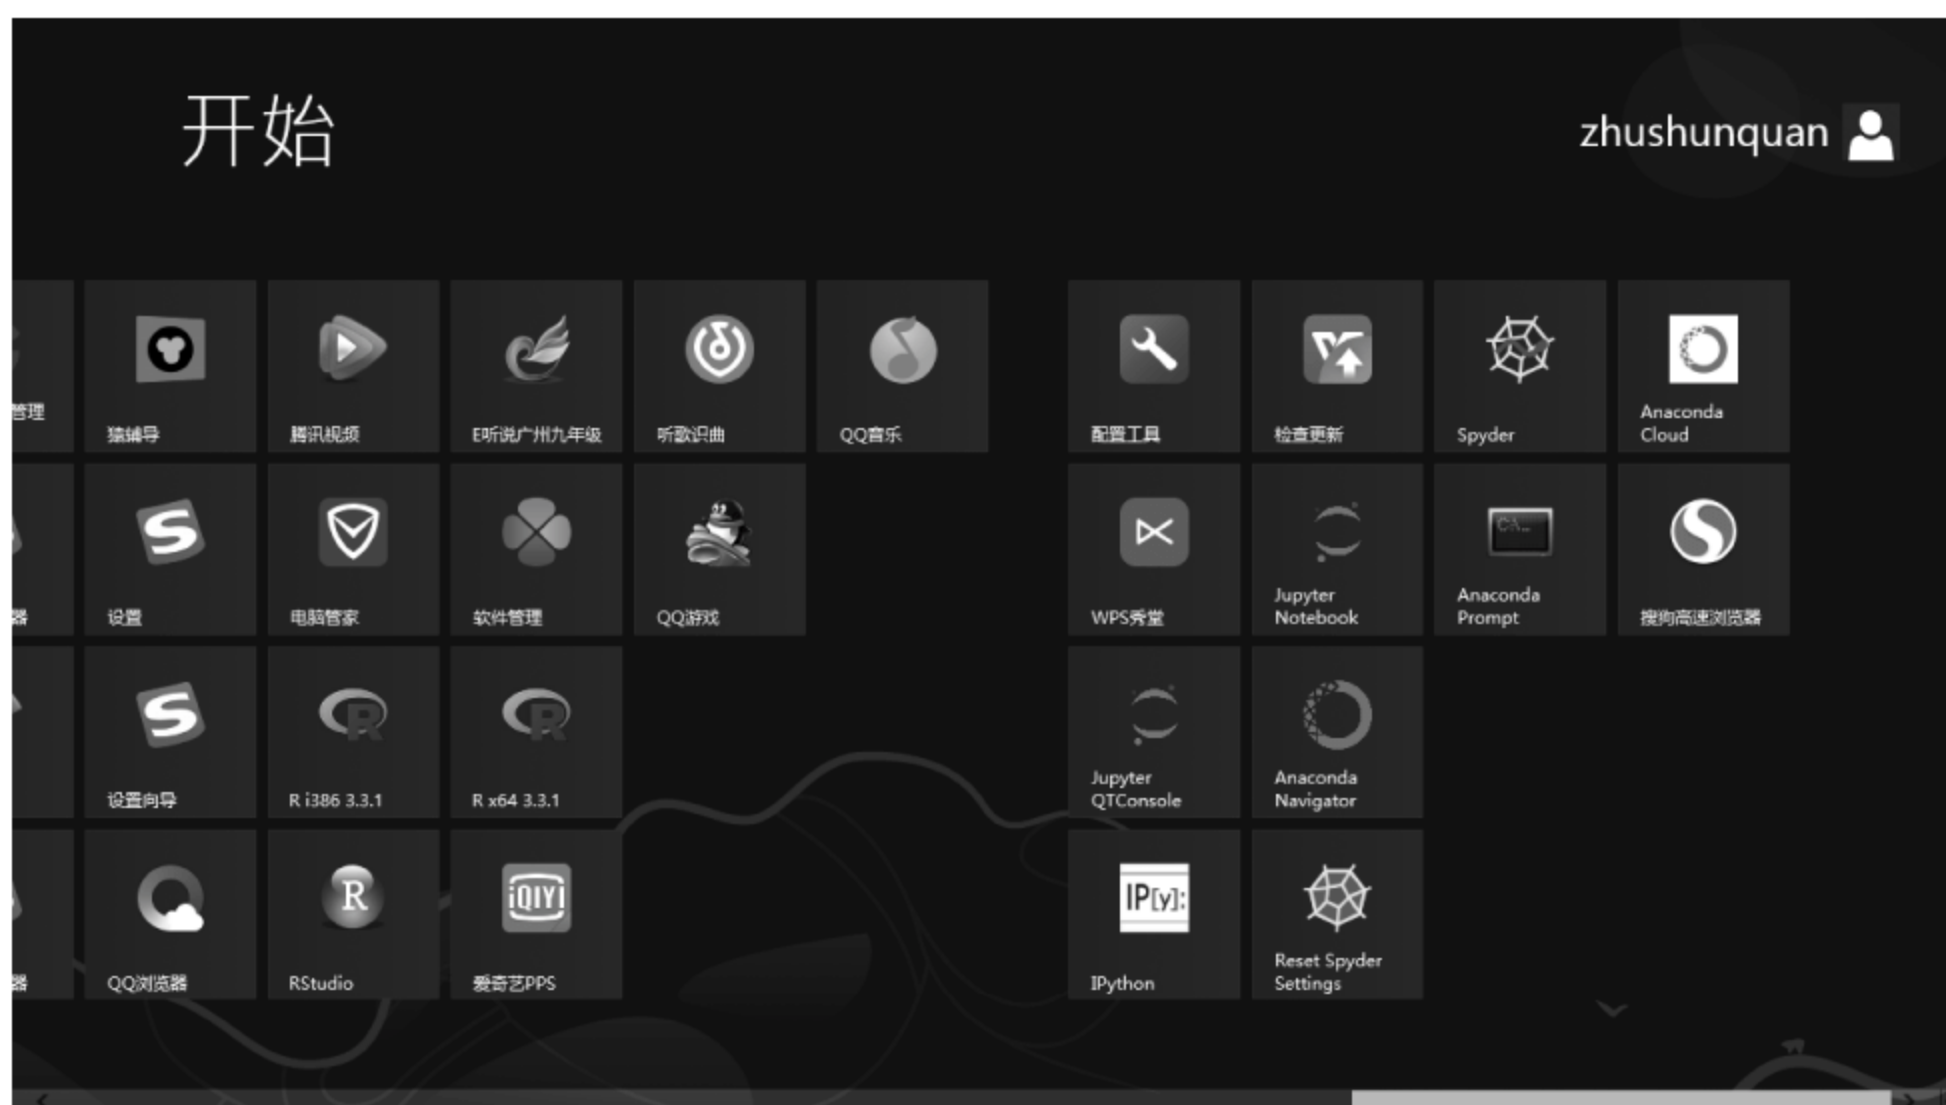 开始
zhushunquan
管理
猿辅导
腾讯视频
E听说广州九年级
听歌识曲
QQ音乐
配置工具
检查更新
Spyder
Anaconda
Cloud
器
设置
电脑管家
软件管理
QQ游戏
WPS秀堂
Jupyter
Notebook
Anaconda
Prompt
搜狗高速浏览器
设置向导
R i386 3.3.1
R x64 3.3.1
Jupyter
QTConsole
Anaconda
Navigator
器
QQ浏览器
RStudio
爱奇艺PPS
IPython
Reset Spyder
Settings
R
iQIYI
IP[y]: